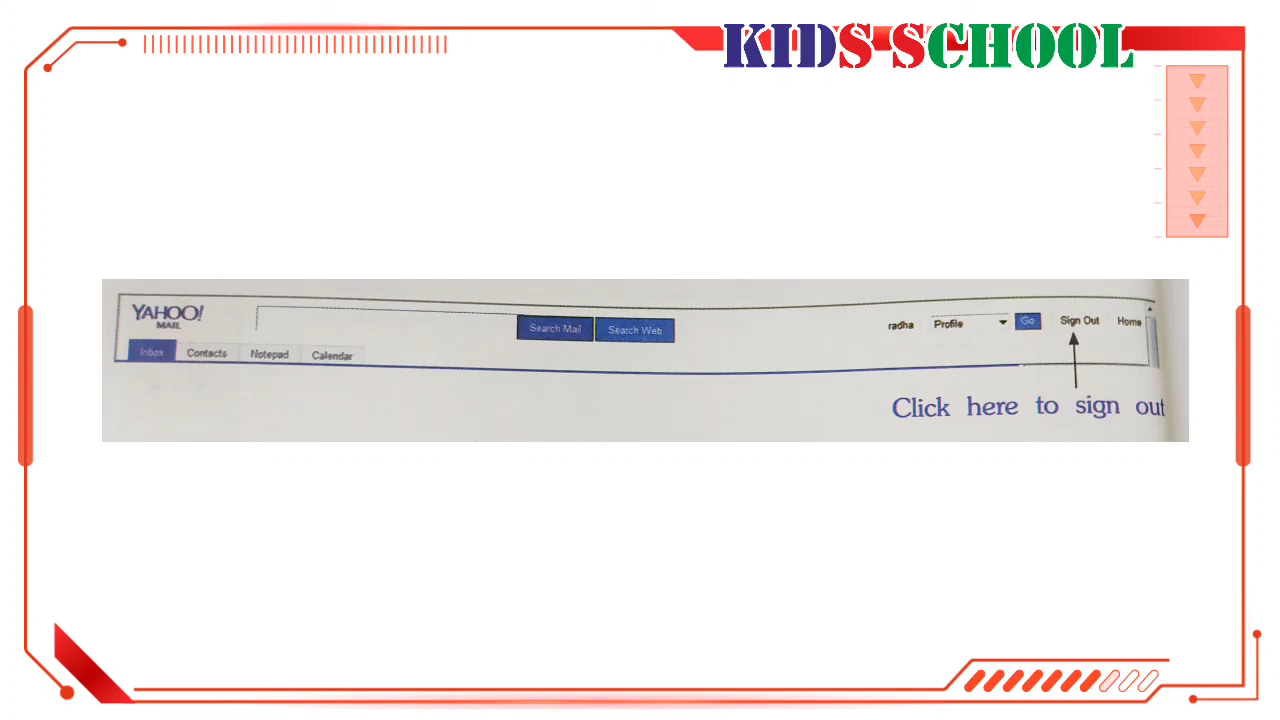 KIDS SCHOOL
YAHOO!
MAIL
Search Mail
Search Web
radha
Profile
Go
Sign Out
Home
Inbox
Contacts
Notepad
Calendar
Click here to sign out